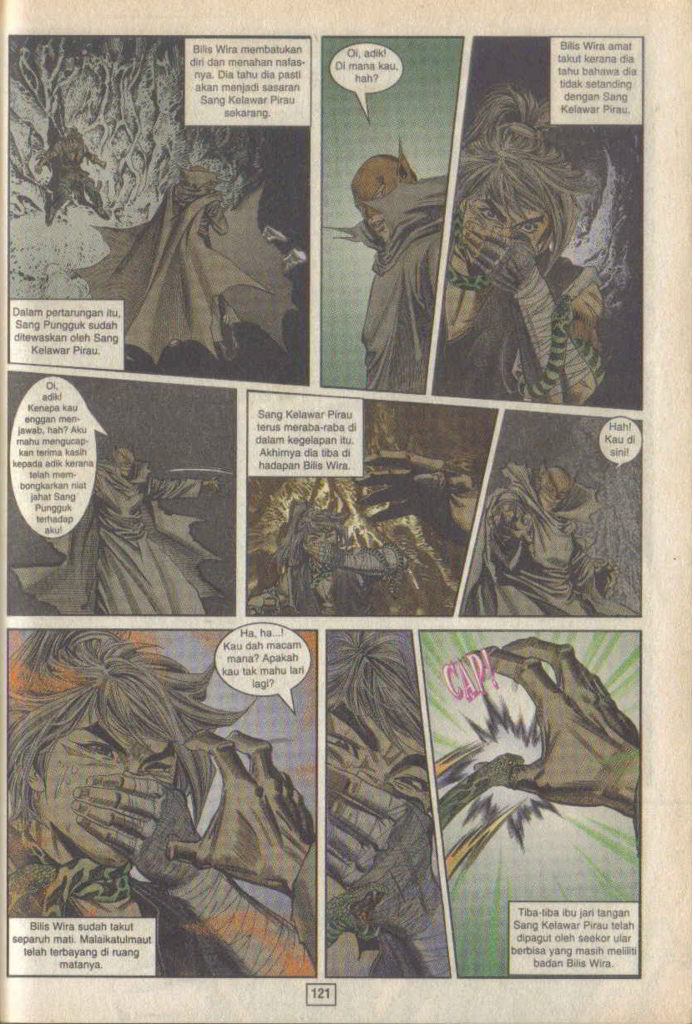 Bilis Wira membatukan
diri dan menahan nafas-
nya. Dia tahu dia pasti
akan menjadi sasaran
Sang Kelawar Pirau
sekarang.
Dalam pertarungan itu,
Sang Pungguk sudah
ditewaskan oleh Sang
Kelawar Pirau.
Oi, adik!
Di mana kau,
hah?
Bilis Wira amat
takut kerana dia
tahu bahawa dia
tidak setanding
dengan Sang
Kelawar Pirau.
Oi,
adik!
Kenapa kau
enggan men-
jawab, hah? Aku
mahu mengucap-
kan terima kasih
kepada adik kerana
telah mem-
bongkarkan niat
jahat Sang
Pungguk
terhadap
aku!
Sang Kelawar Pirau
terus meraba-raba di
dalam kegelapan itu.
Akhirnya dia tiba di
hadapan Bilis Wira.
Hah!
Kau di
sini!
Ha, ha...!
Kau dah macam
mana? Apakah
kau tak mahu lari
lagi?
Bilis Wira sudah takut
separuh mati. Malaikatulmaut
telah terbayang di ruang
matanya.
CAP!
Tiba-tiba ibu jari tangan
Sang Kelawar Pirau telah
dipagut oleh seekor ular
berbisa yang masih meliliti
badan Bilis Wira.
121